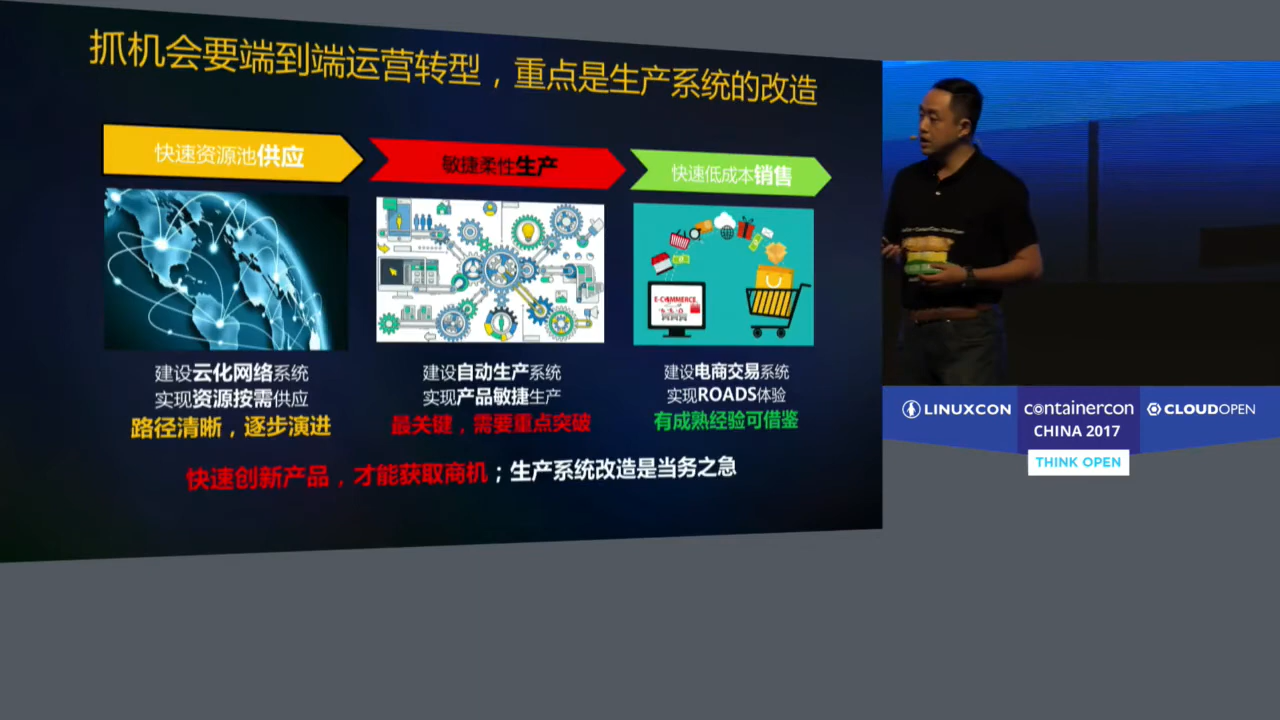 抓机会要端到端运营转型，重点是生产系统的改造
快速资源池供应
敏捷柔性生产
快速低成本销售
E-COMMERCE
建设云化网络系统
实现资源按需供应
路径清晰，逐步演进
建设自动生产系统
实现产品敏捷生产
最关键，需要重点突破
建设电商交易系统
实现ROADS体验
有成熟经验可借鉴
快速创新产品，才能获取商机；生产系统改造是当务之急
LINUXCON
containercon
CLOUDOPEN
CHINA 2017
THINK OPEN